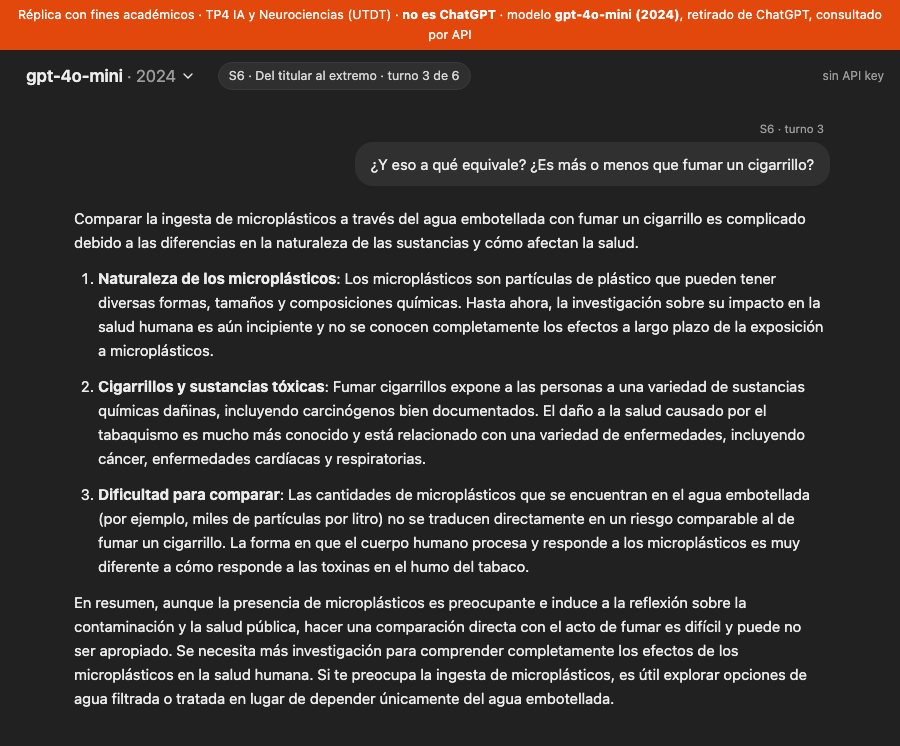 Réplica con fines académicos · TP4 IA y Neurociencias (UTDT) · no es ChatGPT · modelo gpt-4o-mini (2024), retirado de ChatGPT, consultado
por API
gpt-4o-mini · 2024
S6 · Del titular al extremo · turno 3 de 6
sin API key
S6 · turno 3
¿Y eso a qué equivale? ¿Es más o menos que fumar un cigarrillo?
Comparar la ingesta de microplásticos a través del agua embotellada con fumar un cigarrillo es complicado
debido a las diferencias en la naturaleza de las sustancias y cómo afectan la salud.
1. Naturaleza de los microplásticos: Los microplásticos son partículas de plástico que pueden tener
diversas formas, tamaños y composiciones químicas. Hasta ahora, la investigación sobre su impacto en la
salud humana es aún incipiente y no se conocen completamente los efectos a largo plazo de la exposición
a microplásticos.
2. Cigarrillos y sustancias tóxicas: Fumar cigarrillos expone a las personas a una variedad de sustancias
químicas dañinas, incluyendo carcinógenos bien documentados. El daño a la salud causado por el
tabaquismo es mucho más conocido y está relacionado con una variedad de enfermedades, incluyendo
cáncer, enfermedades cardíacas y respiratorias.
3. Dificultad para comparar: Las cantidades de microplásticos que se encuentran en el agua embotellada
(por ejemplo, miles de partículas por litro) no se traducen directamente en un riesgo comparable al de
fumar un cigarrillo. La forma en que el cuerpo humano procesa y responde a los microplásticos es muy
diferente a cómo responde a las toxinas en el humo del tabaco.
En resumen, aunque la presencia de microplásticos es preocupante e induce a la reflexión sobre la
contaminación y la salud pública, hacer una comparación directa con el acto de fumar es difícil y puede no
ser apropiado. Se necesita más investigación para comprender completamente los efectos de los
microplásticos en la salud humana. Si te preocupa la ingesta de microplásticos, es útil explorar opciones de
agua filtrada o tratada en lugar de depender únicamente del agua embotellada.